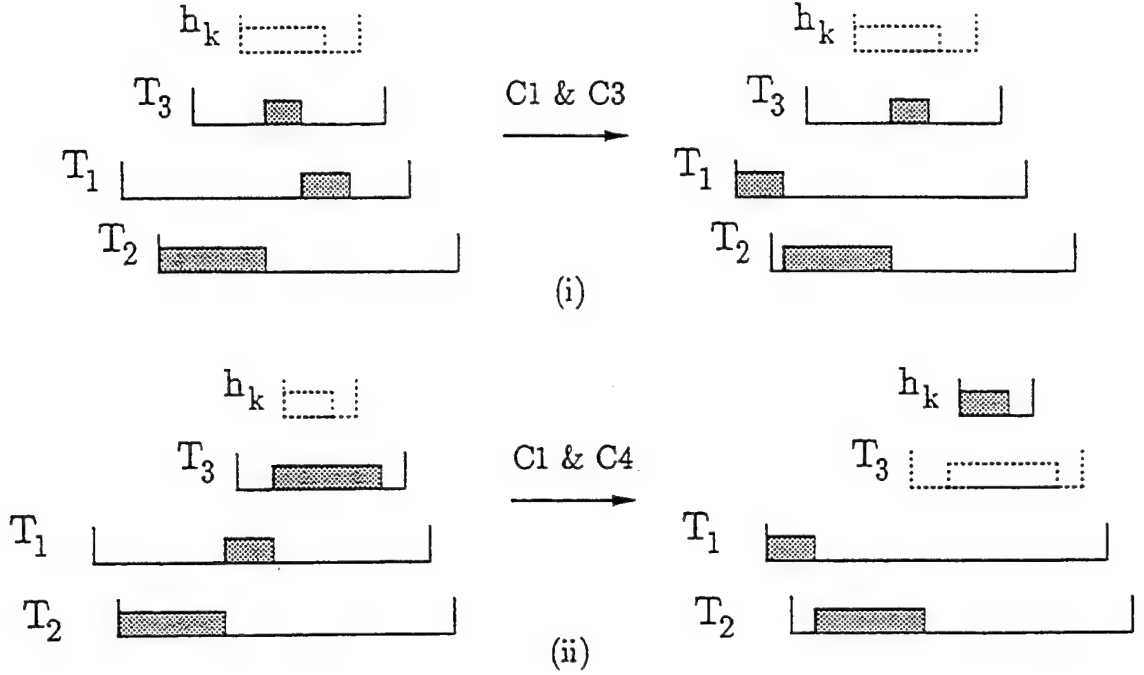 h_k h_k
T_3 C1 & C3 T_3
T_1 T_1
T_2 T_2
(i)
h_k h_k
T_3 C1 & C4 T_3
T_1 T_1
T_2 T_2
(ii)